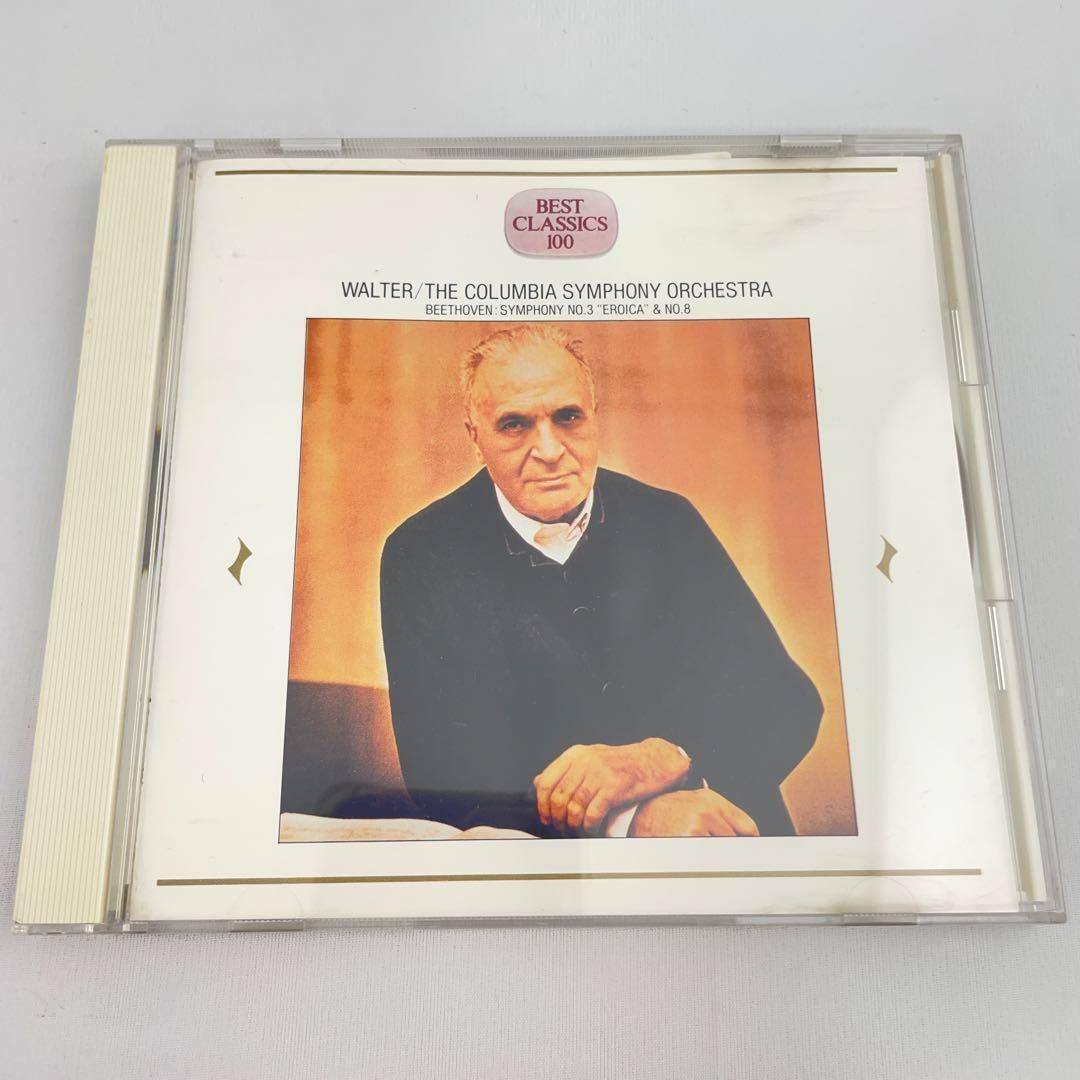 BEST
CLASSICS
100
WALTER/THE COLUMBIA SYMPHONY ORCHESTRA
BEETHOVEN: SYMPHONY NO.3 "EROICA" & NO.8